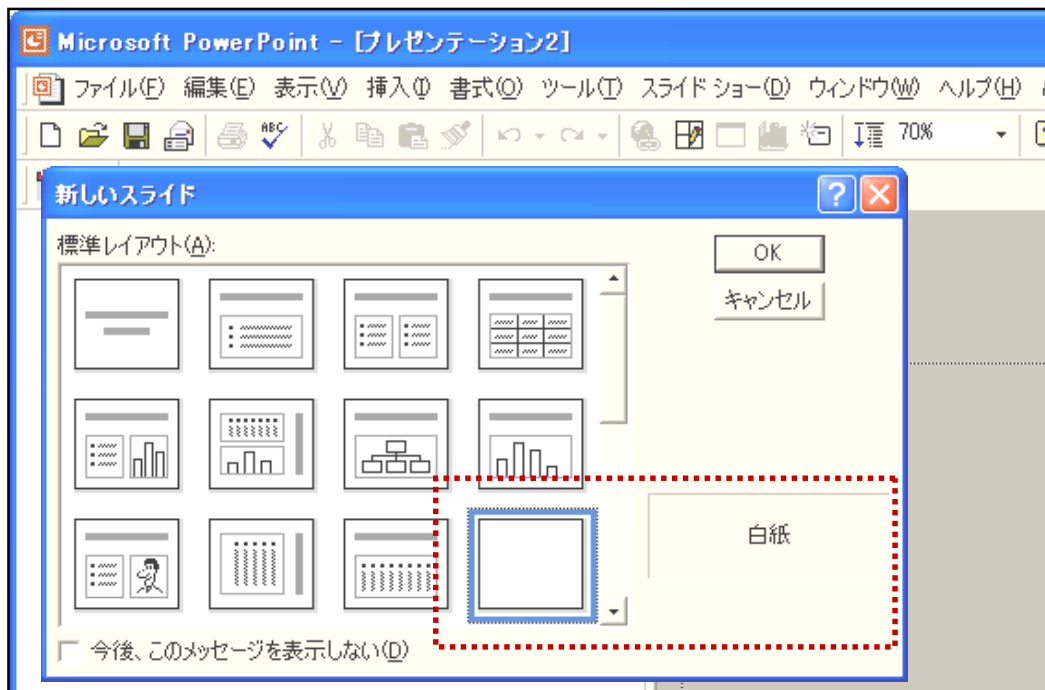 Microsoft PowerPoint - [プレゼンテーション2]
ファイル(F) 編集(E) 表示(V) 挿入(I) 書式(O) ツール(T) スライド ショー(D) ウィンドウ(W) ヘルプ(H)
ABC
70%
新しいスライド
標準レイアウト(A):
OK
キャンセル
白紙
今後、このメッセージを表示しない(D)